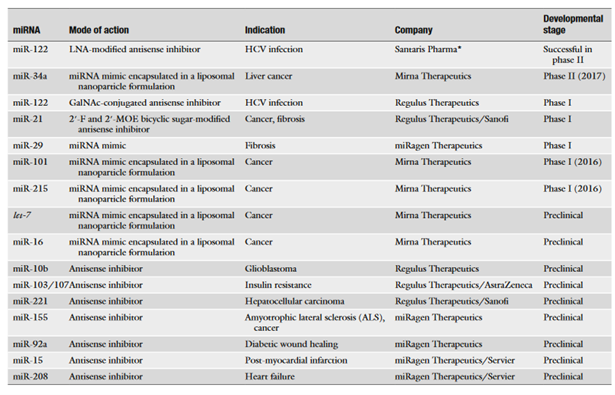 miRNA Mode of action Indication Company Developmental stage
miR-122 LNA-modified antisense inhibitor HCV infection Santaris Pharma* Successful in phase II
miR-34a miRNA mimic encapsulated in a liposomal nanoparticle formulation Liver cancer Mirna Therapeutics Phase II (2017)
miR-122 GalNAc-conjugated antisense inhibitor HCV infection Regulus Therapeutics Phase I
miR-21 2′-F and 2′-MOE bicyclic sugar-modified antisense inhibitor Cancer, fibrosis Regulus Therapeutics/Sanofi Phase I
miR-29 miRNA mimic Fibrosis miRagen Therapeutics Phase I
miR-101 miRNA mimic encapsulated in a liposomal nanoparticle formulation Cancer Mirna Therapeutics Phase I (2016)
miR-215 miRNA mimic encapsulated in a liposomal nanoparticle formulation Cancer Mirna Therapeutics Phase I (2016)
let-7 miRNA mimic encapsulated in a liposomal nanoparticle formulation Cancer Mirna Therapeutics Preclinical
miR-16 miRNA mimic encapsulated in a liposomal nanoparticle formulation Cancer Mirna Therapeutics Preclinical
miR-10b Antisense inhibitor Glioblastoma Regulus Therapeutics Preclinical
miR-103/107 Antisense inhibitor Insulin resistance Regulus Therapeutics/AstraZeneca Preclinical
miR-221 Antisense inhibitor Hepatocellular carcinoma Regulus Therapeutics/Sanofi Preclinical
miR-155 Antisense inhibitor Amyotrophic lateral sclerosis (ALS), cancer miRagen Therapeutics Preclinical
miR-92a Antisense inhibitor Diabetic wound healing miRagen Therapeutics Preclinical
miR-15 Antisense inhibitor Post-myocardial infarction miRagen Therapeutics/Servier Preclinical
miR-208 Antisense inhibitor Heart failure miRagen Therapeutics/Servier Preclinical